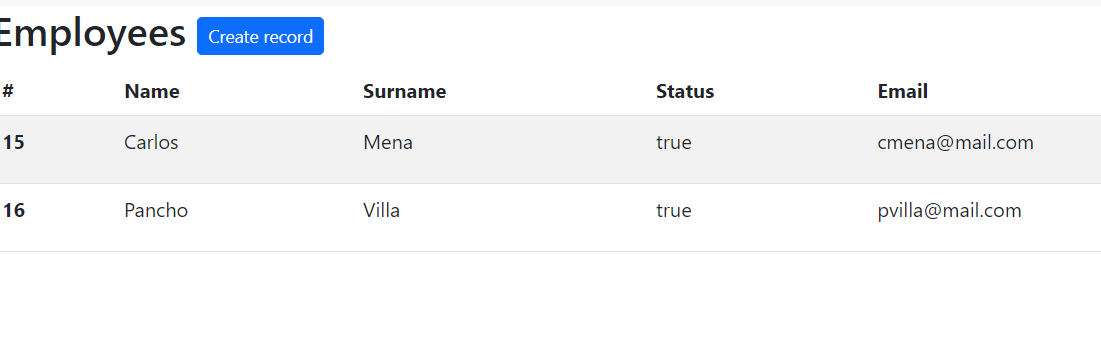 Employees Create record
# Name Surname Status Email
15 Carlos Mena true cmena@mail.com
16 Pancho Villa true pvilla@mail.com